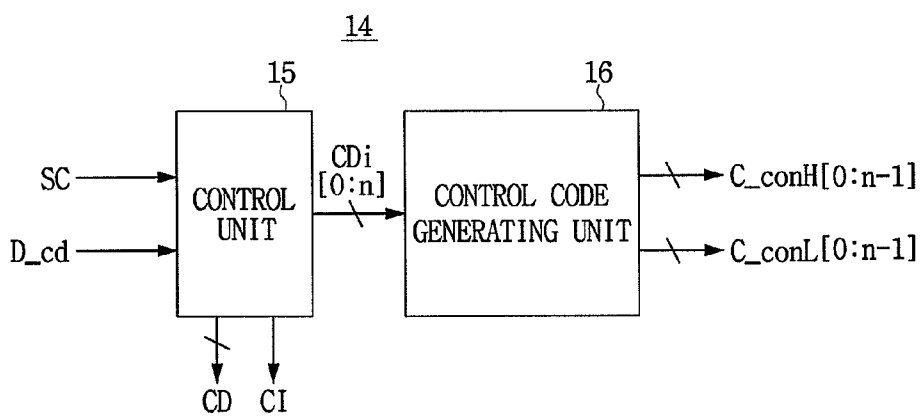 14
15
16
SC
D_cd
CONTROL
UNIT
CDi
[0:n]
CONTROL CODE
GENERATING UNIT
C_conH[0:n-1]
C_conL[0:n-1]
CD
CI